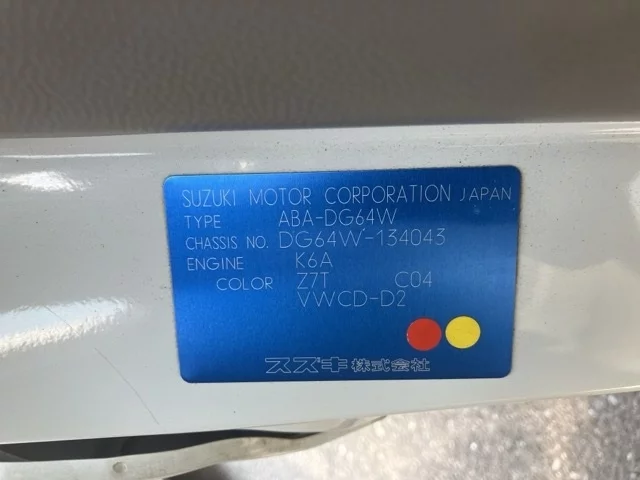 SUZUKI MOTOR CORPORATION JAPAN
TYPE ABA-DG64W
CHASSIS NO. DG64W-134043
ENGINE K6A
COLOR Z7T C04
VWCD-D2
スズキ株式会社